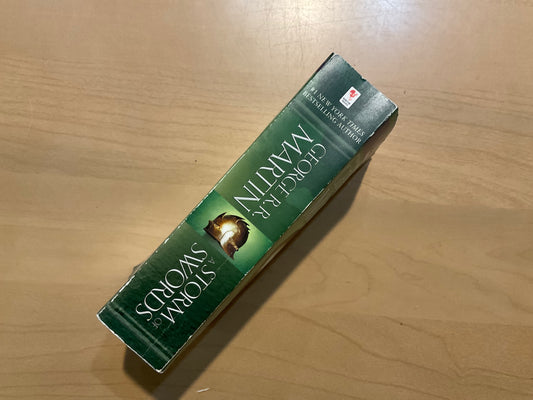 #1 NEW YORK TIMES
BESTSELLING AUTHOR
GEORGE R.R.
MARTIN
A STORM OF
SWORDS